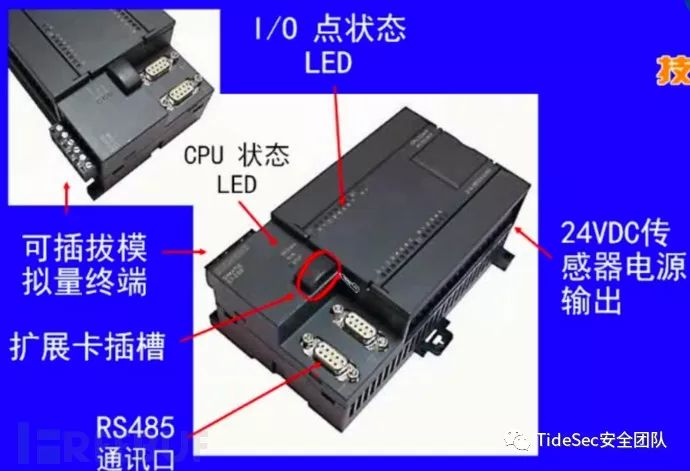 I/O 点状态
LED
技
CPU 状态
LED
可插拔模
拟量终端
24VDC传
感器电源
输出
扩展卡插槽
RS485
通讯口
TideSec安全团队